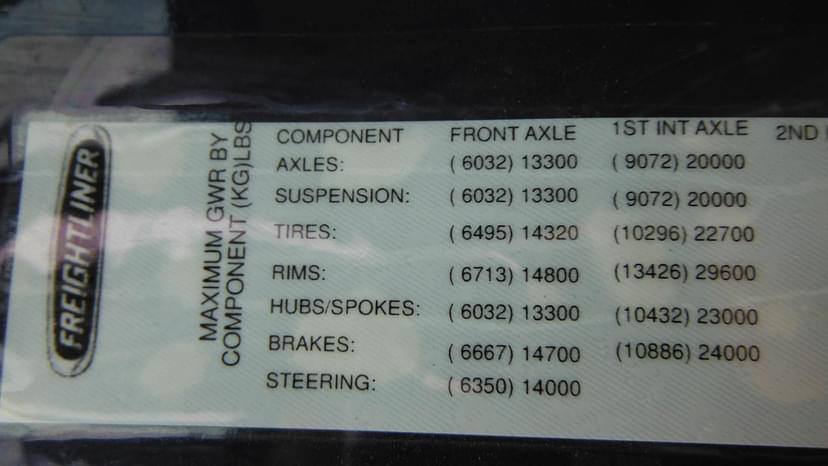 FREIGHTLINER
MAXIMUM GWR BY
COMPONENT (KG)LBS
COMPONENT FRONT AXLE 1ST INT AXLE 2ND
AXLES: ( 6032) 13300 ( 9072) 20000
SUSPENSION: ( 6032) 13300 ( 9072) 20000
TIRES: ( 6495) 14320 (10296) 22700
RIMS: ( 6713) 14800 (13426) 29600
HUBS/SPOKES: ( 6032) 13300 (10432) 23000
BRAKES: ( 6667) 14700 (10886) 24000
STEERING: ( 6350) 14000